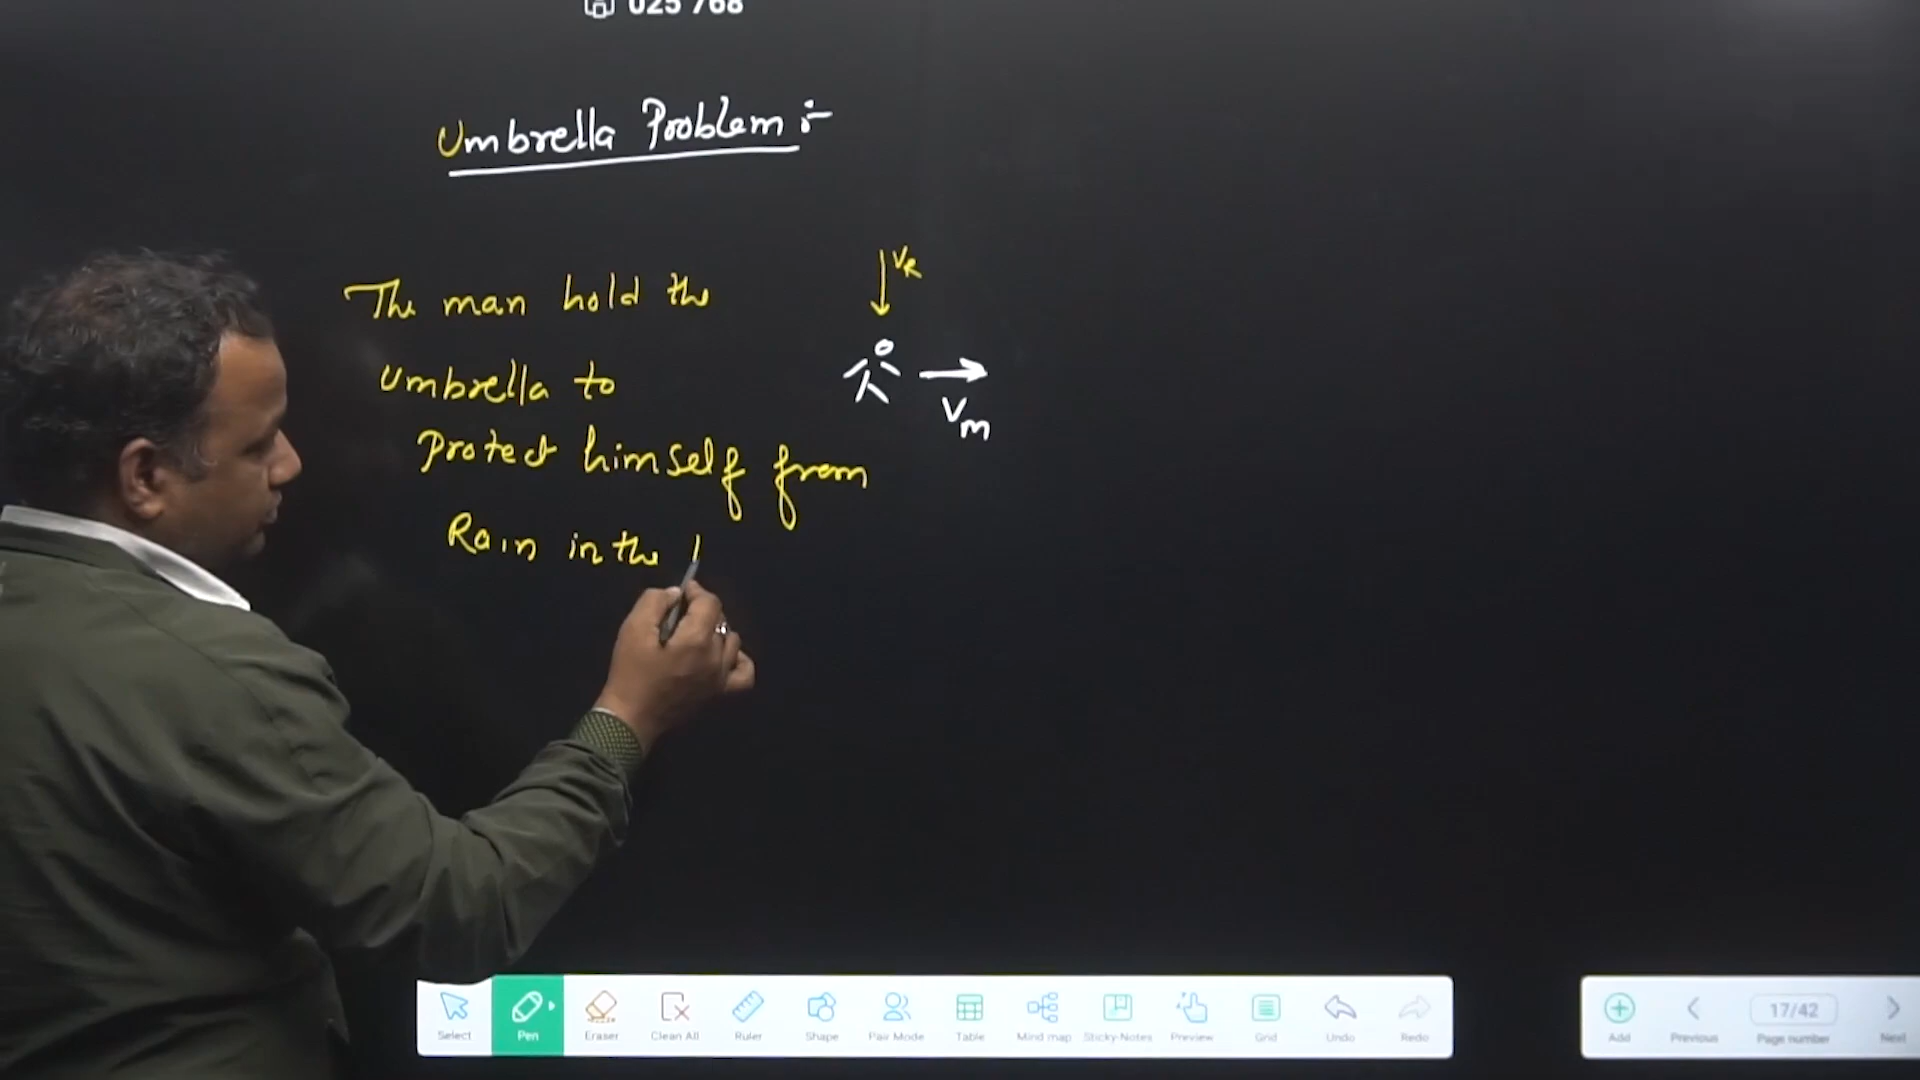 025 768
Umbrella Problem :-
The man hold the
VR
Umbrella to
Vm
Protect himself from
Rain in the
Select
Pen
Eraser
Clean All
Ruler
Shape
Pair Mode
Table
Mind map
Sticky-Notes
Preview
Grid
Undo
Redo
Add
Previous
17/42
Page number
Next